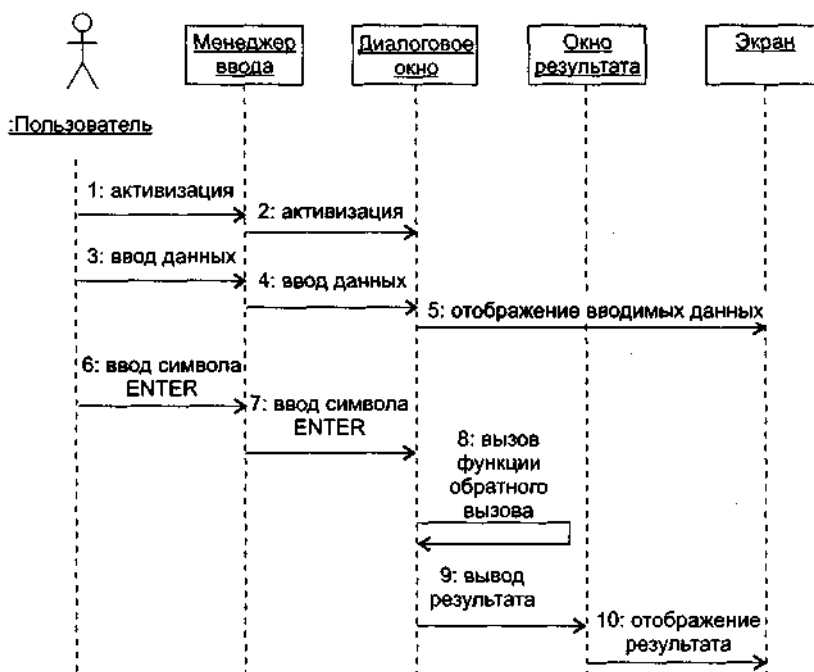 Менеджер
ввода
Диалоговое
окно
Окно
результата
Экран
:Пользователь
1: активизация
2: активизация
3: ввод данных
4: ввод данных
5: отображение вводимых данных
6: ввод символа
ENTER
7: ввод символа
ENTER
8: вызов
функции
обратного
вызова
9: вывод
результата
10: отображение
результата